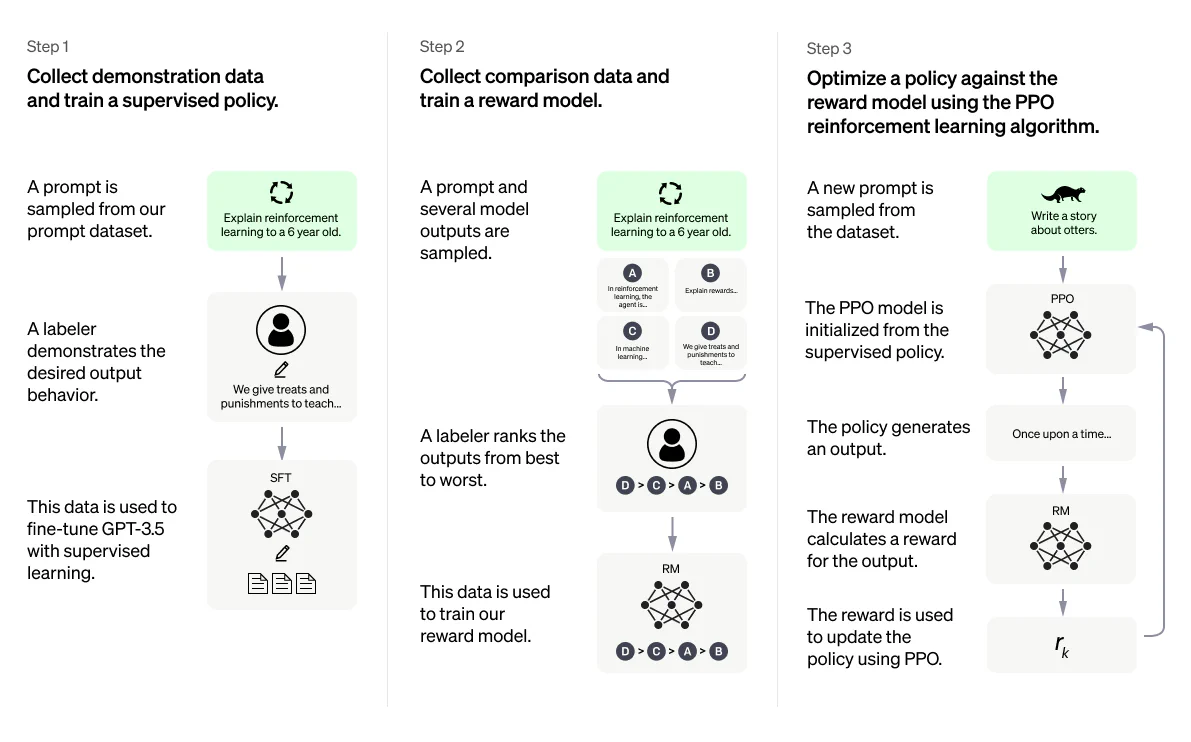 Step 1
Collect demonstration data
and train a supervised policy.
A prompt is
sampled from our
prompt dataset.
Explain reinforcement
learning to a 6 year old.
A labeler
demonstrates the
desired output
behavior.
We give treats and
punishments to teach...
This data is used to
fine-tune GPT-3.5
with supervised
learning.
SFT
Step 2
Collect comparison data and
train a reward model.
A prompt and
several model
outputs are
sampled.
Explain reinforcement
learning to a 6 year old.
A
In reinforcement
learning, the
agent is...
B
Explain rewards...
C
In machine
learning...
D
We give treats and
punishments to
teach...
A labeler ranks the
outputs from best
to worst.
D > C > A > B
This data is used
to train our
reward model.
RM
D > C > A > B
Step 3
Optimize a policy against the
reward model using the PPO
reinforcement learning algorithm.
A new prompt is
sampled from
the dataset.
Write a story
about otters.
The PPO model is
initialized from the
supervised policy.
PPO
The policy generates
an output.
Once upon a time...
The reward model
calculates a reward
for the output.
RM
The reward is used
to update the
policy using PPO.
rk